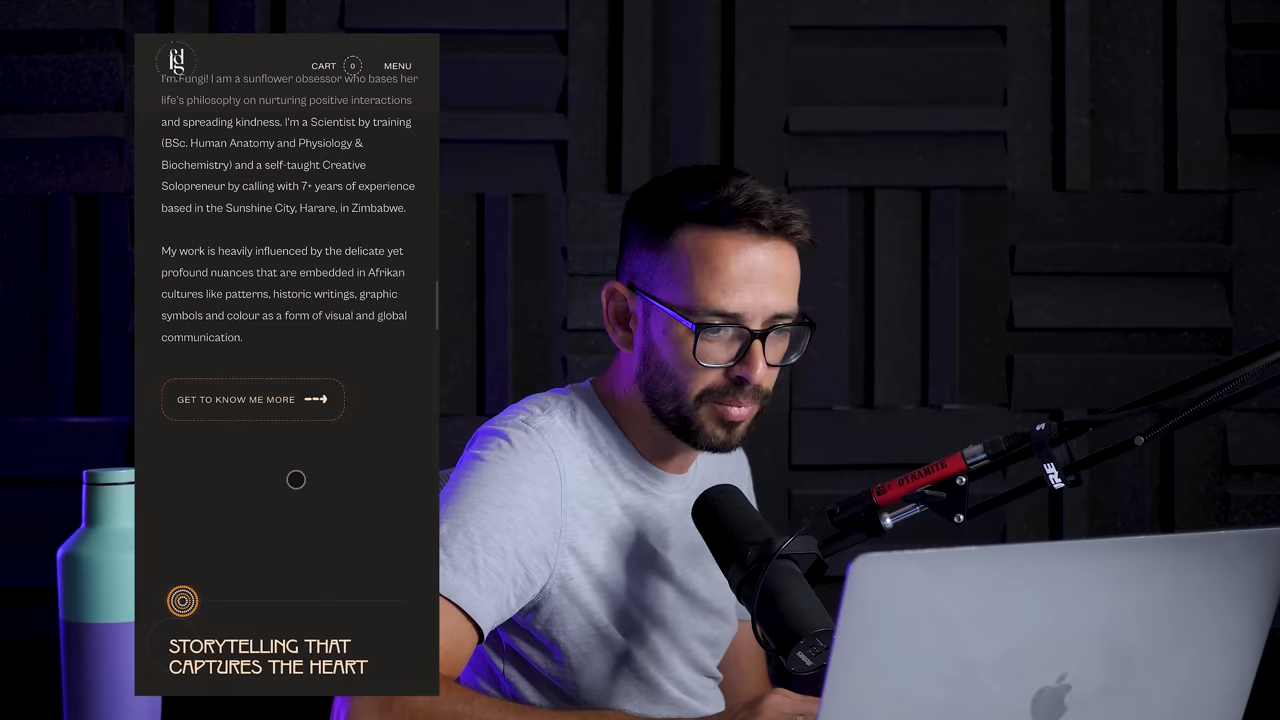 fdg
CART 0 MENU
I'm Fungi! I am a sunflower obsessor who bases her
life's philosophy on nurturing positive interactions
and spreading kindness. I'm a Scientist by training
(BSc. Human Anatomy and Physiology &
Biochemistry) and a self-taught Creative
Solopreneur by calling with 7+ years of experience
based in the Sunshine City, Harare, in Zimbabwe.
My work is heavily influenced by the delicate yet
profound nuances that are embedded in Afrikan
cultures like patterns, historic writings, graphic
symbols and colour as a form of visual and global
communication.
GET TO KNOW ME MORE
STORYTELLING THAT
CAPTURES THE HEART
DYNAMITE
SHURE